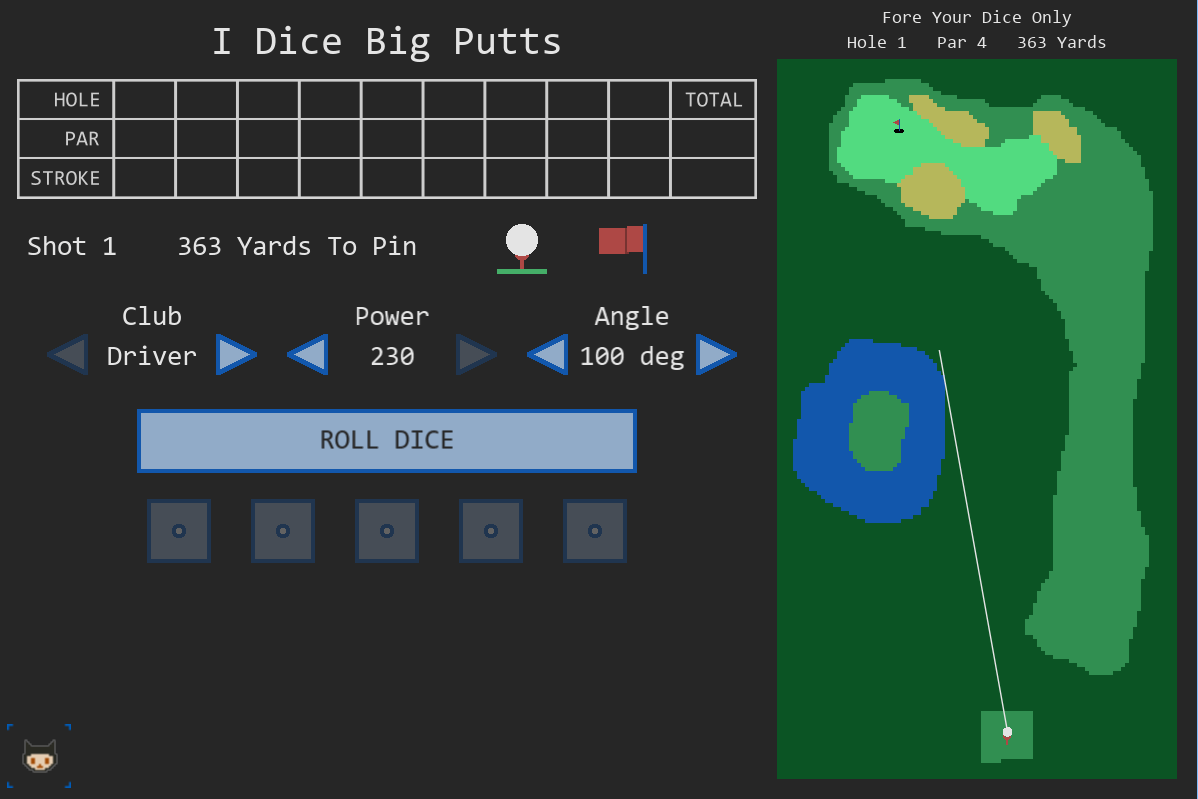 I Dice Big Putts
Fore Your Dice Only
Hole 1 Par 4 363 Yards
HOLE TOTAL
PAR
STROKE
Shot 1 363 Yards To Pin
Club Power Angle
Driver 230 100 deg
ROLL DICE